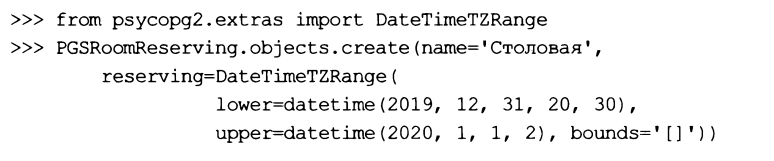 >>> from psycopg2.extras import DateTimeTZRange
>>> PGSRoomReserving.objects.create(name='Столовая',
        reserving=DateTimeTZRange(
                  lower=datetime(2019, 12, 31, 20, 30),
                  upper=datetime(2020, 1, 1, 2), bounds='[]'))